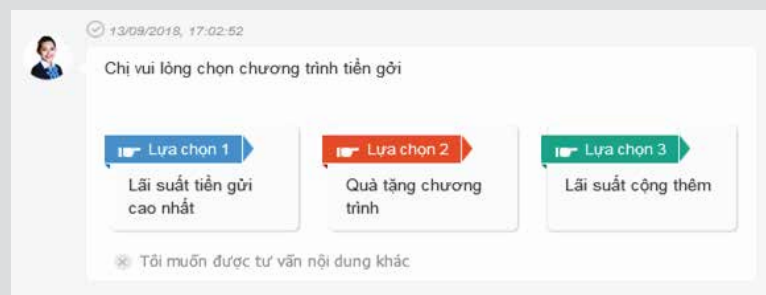 13/09/2018, 17:02:52
Chị vui lòng chọn chương trình tiền gởi
Lựa chọn 1
Lãi suất tiền gửi
cao nhất
Lựa chọn 2
Quà tặng chương
trình
Lựa chọn 3
Lãi suất cộng thêm
Tôi muốn được tư vấn nội dung khác